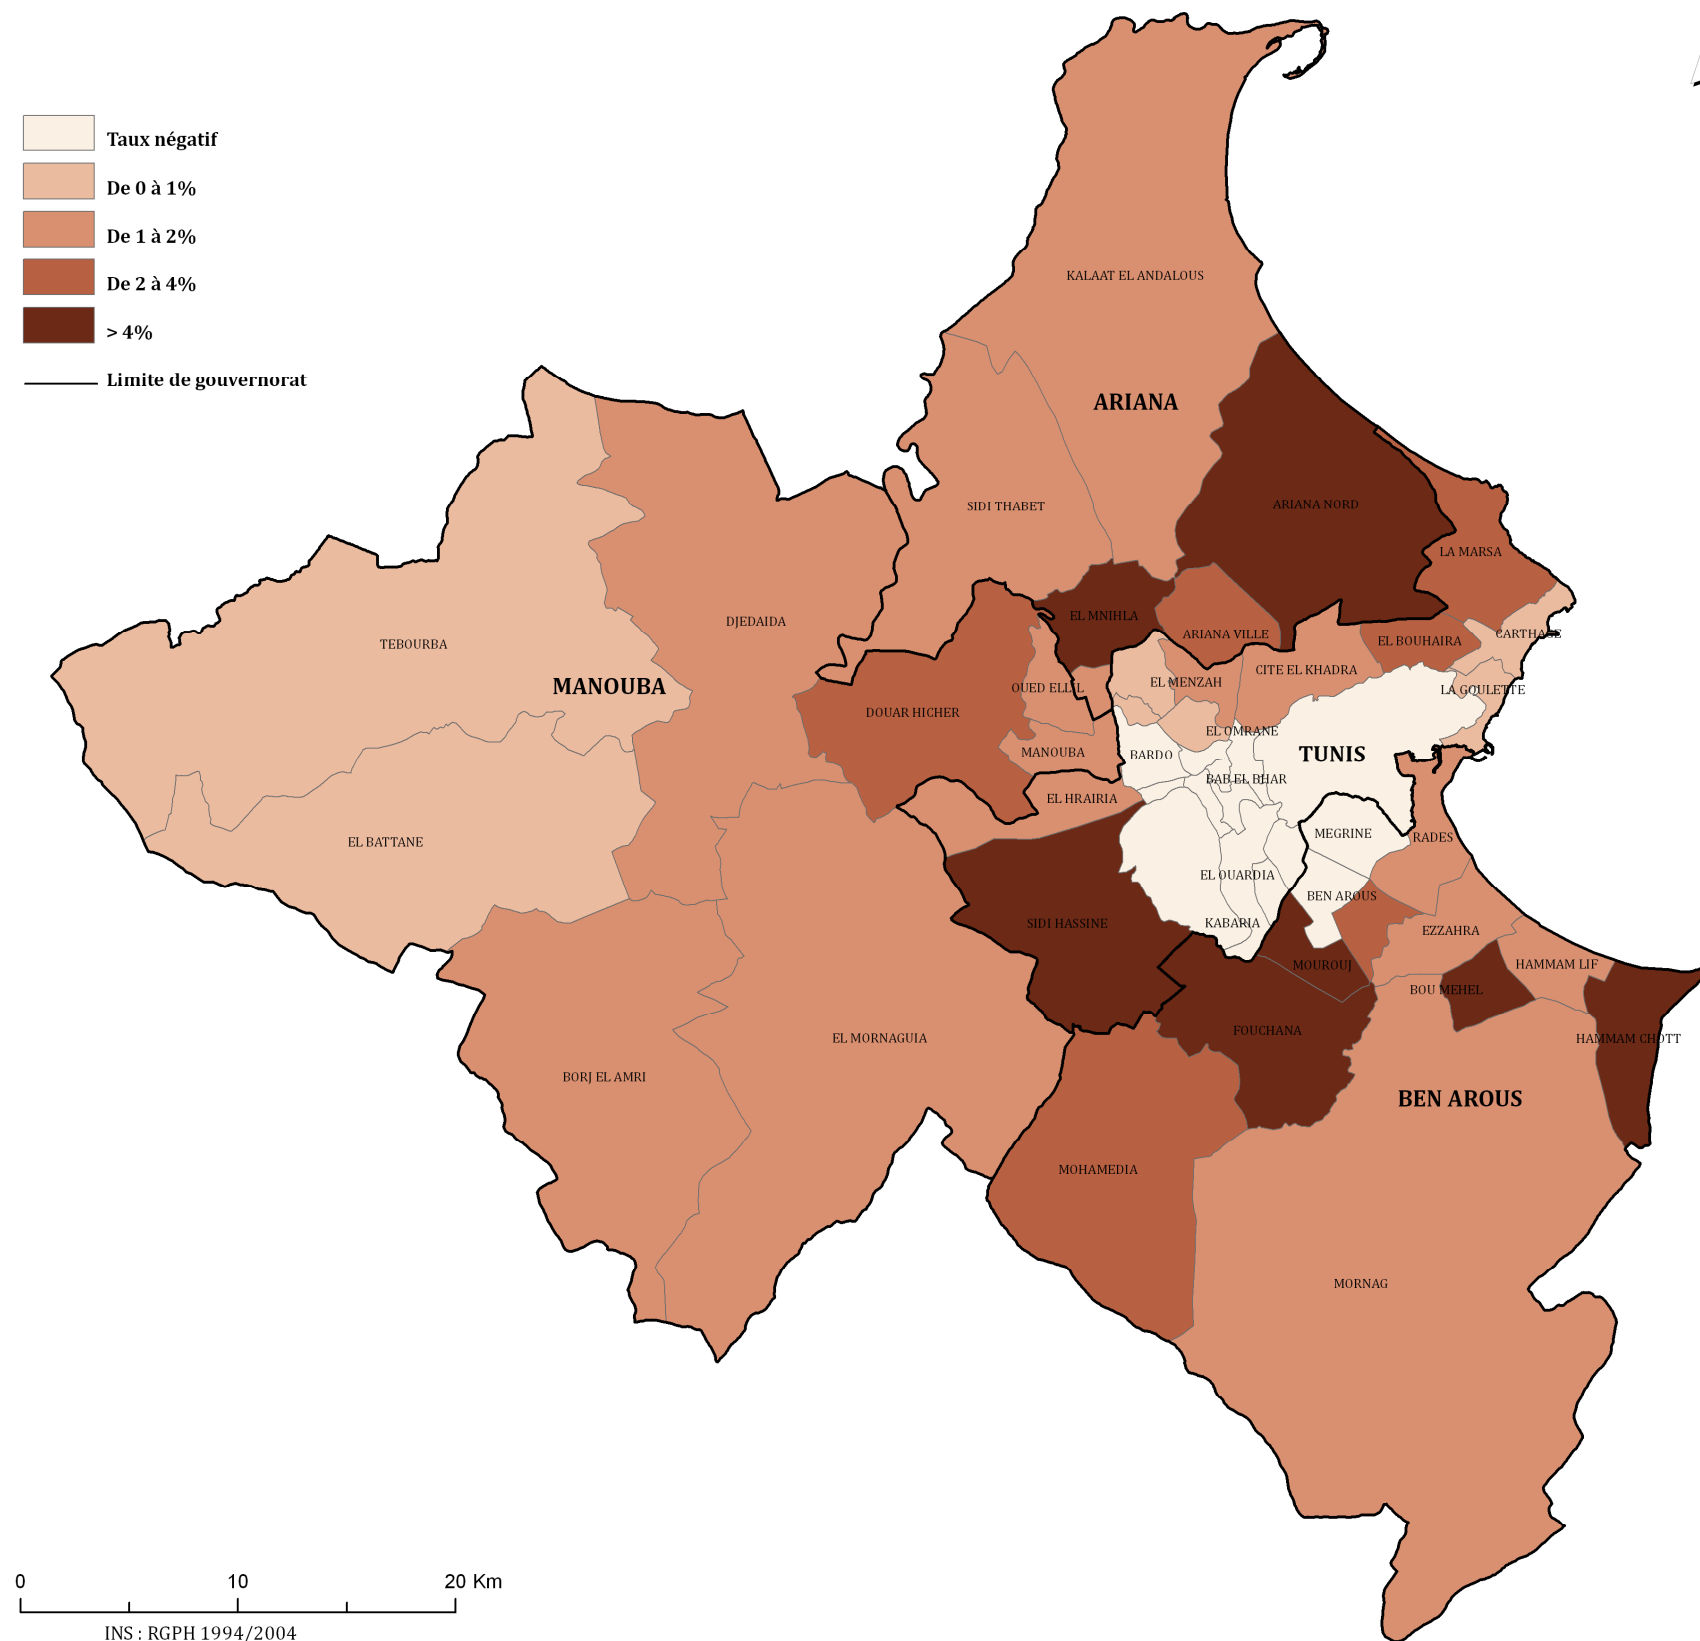 Taux négatif
De 0 à 1%
De 1 à 2%
De 2 à 4%
> 4%
Limite de gouvernorat
KALAAT EL ANDALOUS
ARIANA
SIDI THABET
ARIANA NORD
LA MARSA
EL MNIHLA
DJEDAIDA
ARIANA VILLE
CARTHAGE
TEBOURBA
EL BOUHAIRA
CITE EL KHADRA
MANOUBA
OUED ELLIL
EL MENZAH
LA GOULETTE
DOUAR HICHER
EL OMRANE
MANOUBA
BARDO
TUNIS
BAB EL BHAR
EL HRAIRIA
EL BATTANE
MEGRINE
RADES
EL OUARDIA
BEN AROUS
SIDI HASSINE
KABARIA
EZZAHRA
MOUROUJ
HAMMAM LIF
BOU MEHEL
FOUCHANA
EL MORNAGUIA
HAMMAM CHOTT
BORJ EL AMRI
BEN AROUS
MOHAMEDIA
MORNAG
0 10 20 Km
INS : RGPH 1994/2004